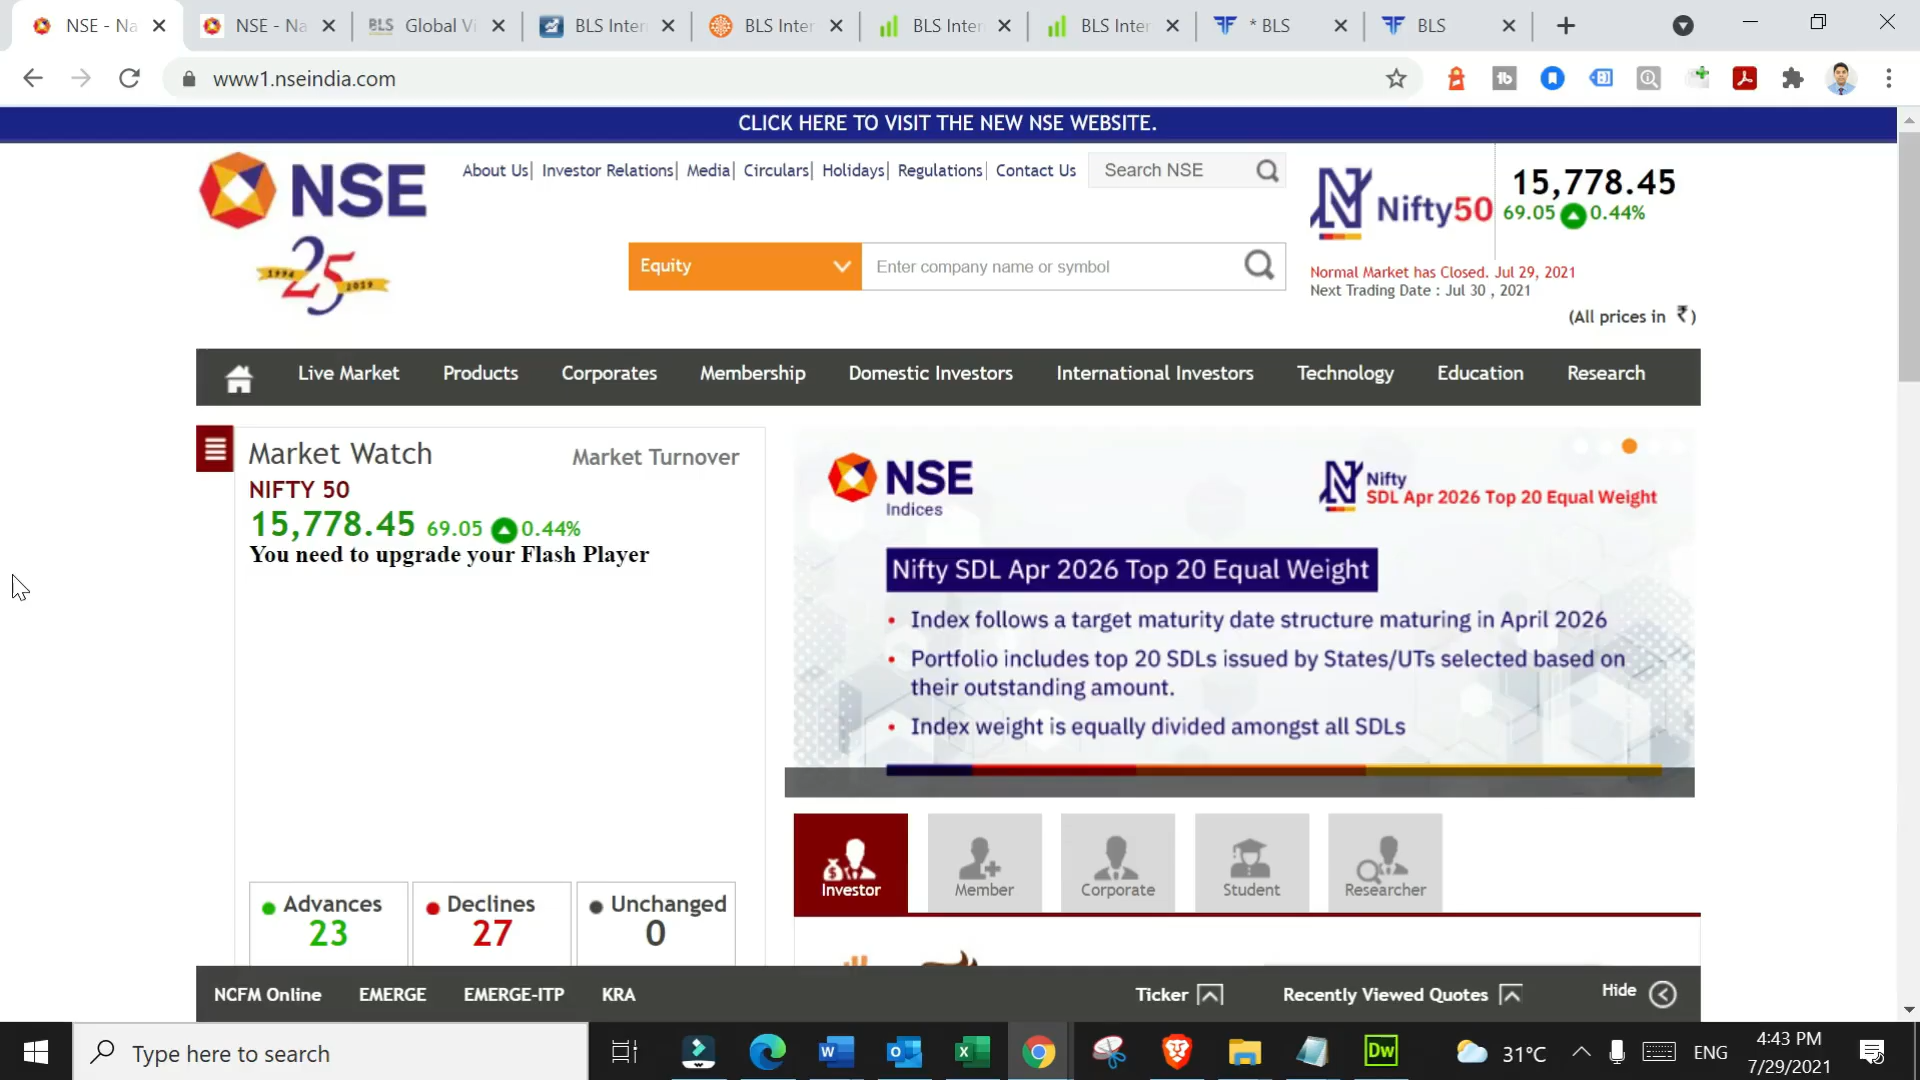 NSE - Na
NSE - Na
BLS Global Vi
BLS Inter
BLS Inter
BLS Inter
BLS Inter
* BLS
BLS
www1.nseindia.com
CLICK HERE TO VISIT THE NEW NSE WEBSITE.
NSE
1994 25 2019
About Us| Investor Relations| Media| Circulars| Holidays| Regulations| Contact Us
Search NSE
Equity
Enter company name or symbol
Nifty50
15,778.45
69.05 0.44%
Normal Market has Closed. Jul 29, 2021
Next Trading Date : Jul 30 , 2021
(All prices in ₹)
Live Market Products Corporates Membership Domestic Investors International Investors Technology Education Research
Market Watch
Market Turnover
NIFTY 50
15,778.45 69.05 0.44%
You need to upgrade your Flash Player
Advances
23
Declines
27
Unchanged
0
NSE
Indices
Nifty
SDL Apr 2026 Top 20 Equal Weight
Nifty SDL Apr 2026 Top 20 Equal Weight
• Index follows a target maturity date structure maturing in April 2026
• Portfolio includes top 20 SDLs issued by States/UTs selected based on
their outstanding amount.
• Index weight is equally divided amongst all SDLs
Investor
Member
Corporate
Student
Researcher
NCFM Online EMERGE EMERGE-ITP KRA
Ticker
Recently Viewed Quotes
Hide
Type here to search
Dw
31°C
ENG
4:43 PM
7/29/2021